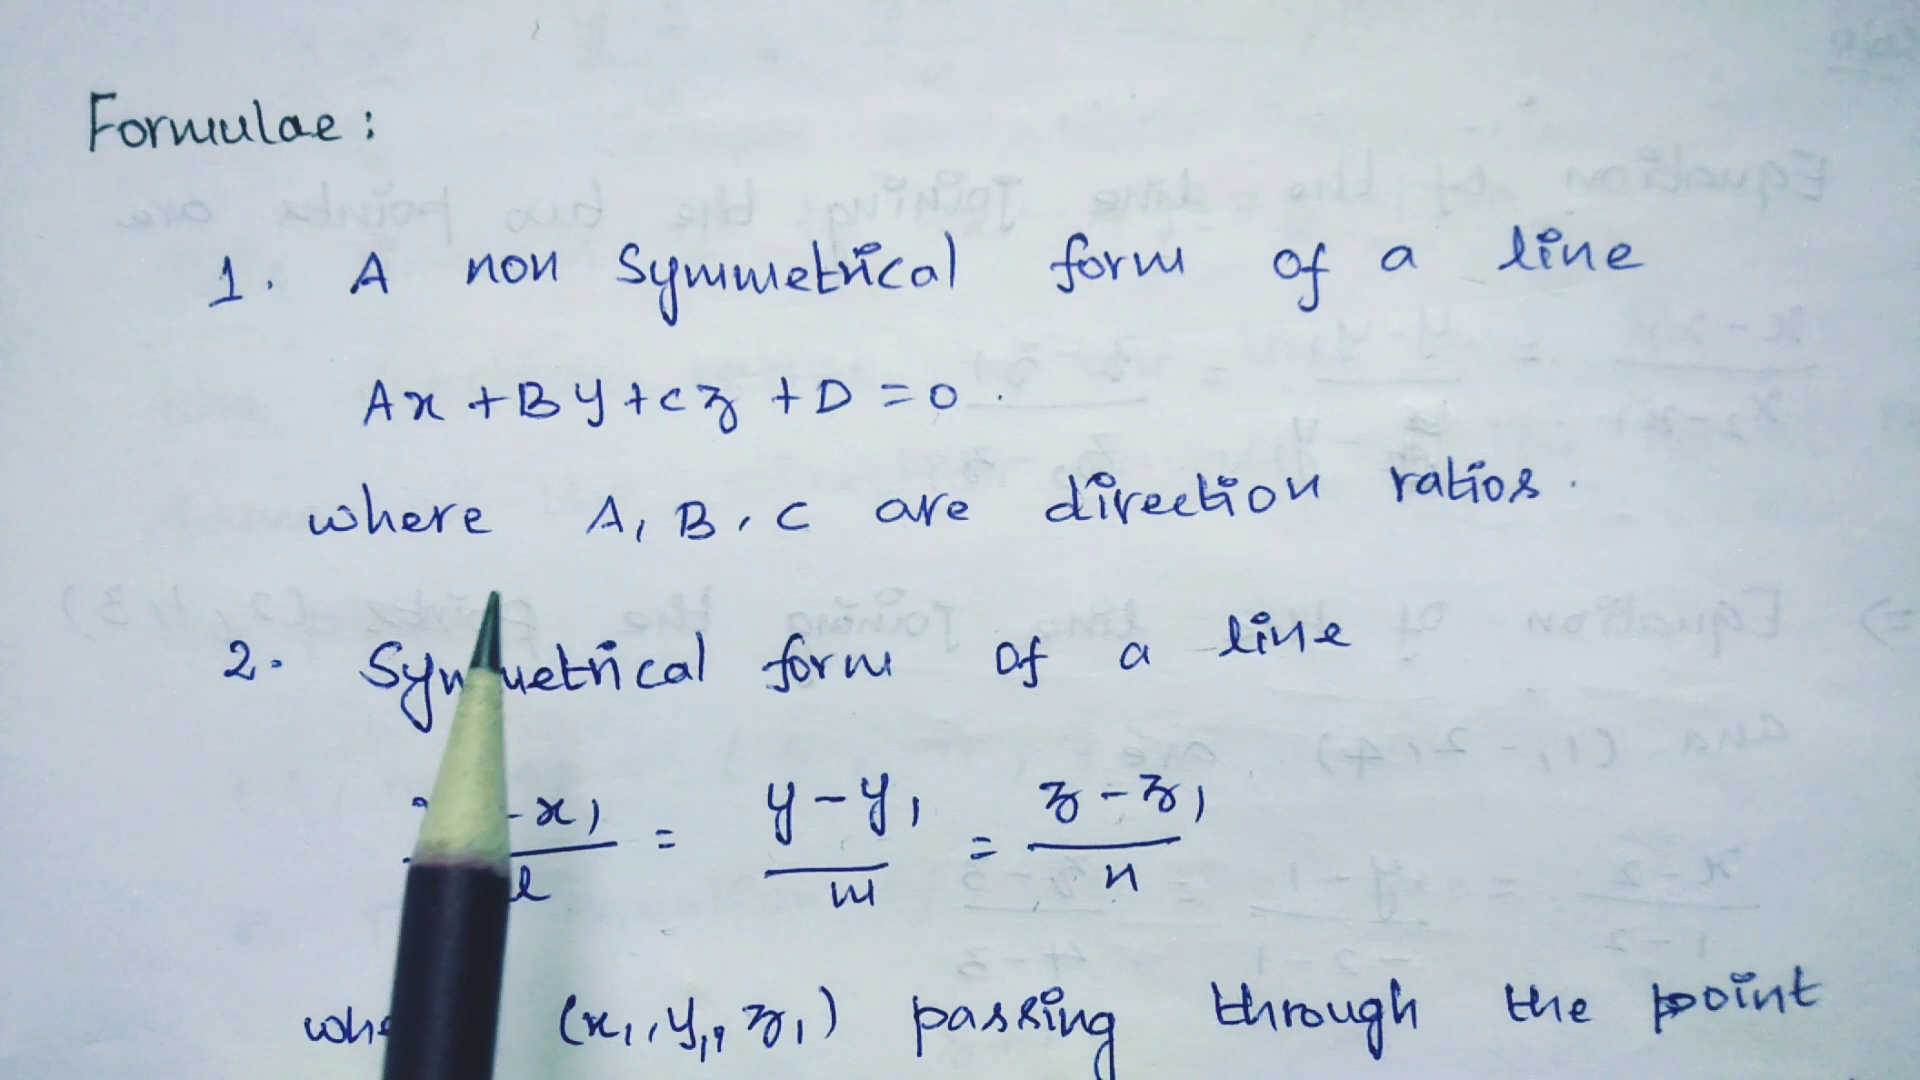 Formulae:
1. A non Symmetrical form of a line
Ax + By + Cz + D = 0.
where A, B, C are direction ratios.
2. Symmetrical form of a line
x - x₁ / l = y - y₁ / m = z - z₁ / n
(x₁, y₁, z₁) passing through the point